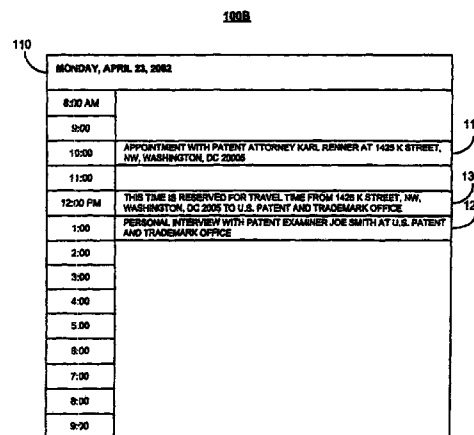 100B
110
MONDAY, APRIL 23, 2082
8:00 AM
9:00
10:00 APPOINTMENT WITH PATENT ATTORNEY KARL RENNER AT 1425 K STREET,
NW, WASHINGTON, DC 20005
11
11:00
13
12:00 PM THIS TIME IS RESERVED FOR TRAVEL TIME FROM 1425 K STREET, NW,
WASHINGTON, DC 2005 TO U.S. PATENT AND TRADEMARK OFFICE
12
1:00 PERSONAL INTERVIEW WITH PATENT EXAMINER JOE SMITH AT U.S. PATENT
AND TRADEMARK OFFICE
2:00
3:00
4:00
5:00
6:00
7:00
8:00
9:00